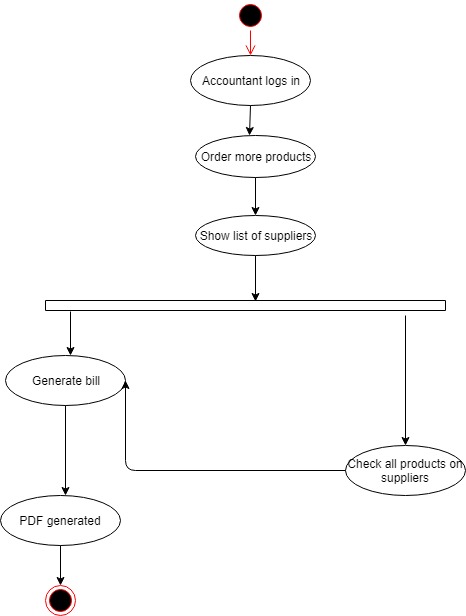 Accountant logs in
Order more products
Show list of suppliers
Generate bill
Check all products on
suppliers
PDF generated